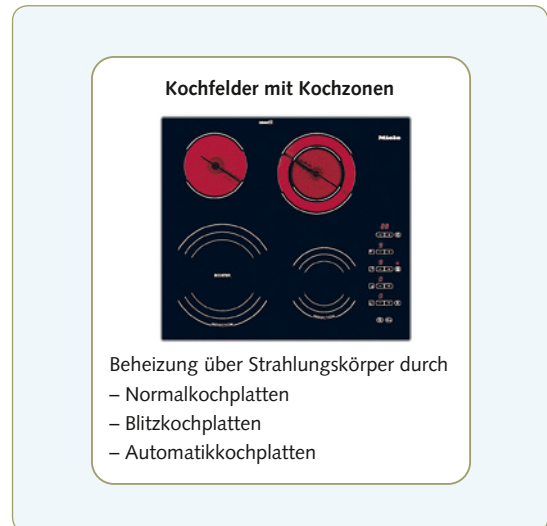 Kochfelder mit Kochzonen
Miele
Beheizung über Strahlungskörper durch
– Normalkochplatten
– Blitzkochplatten
– Automatikkochplatten